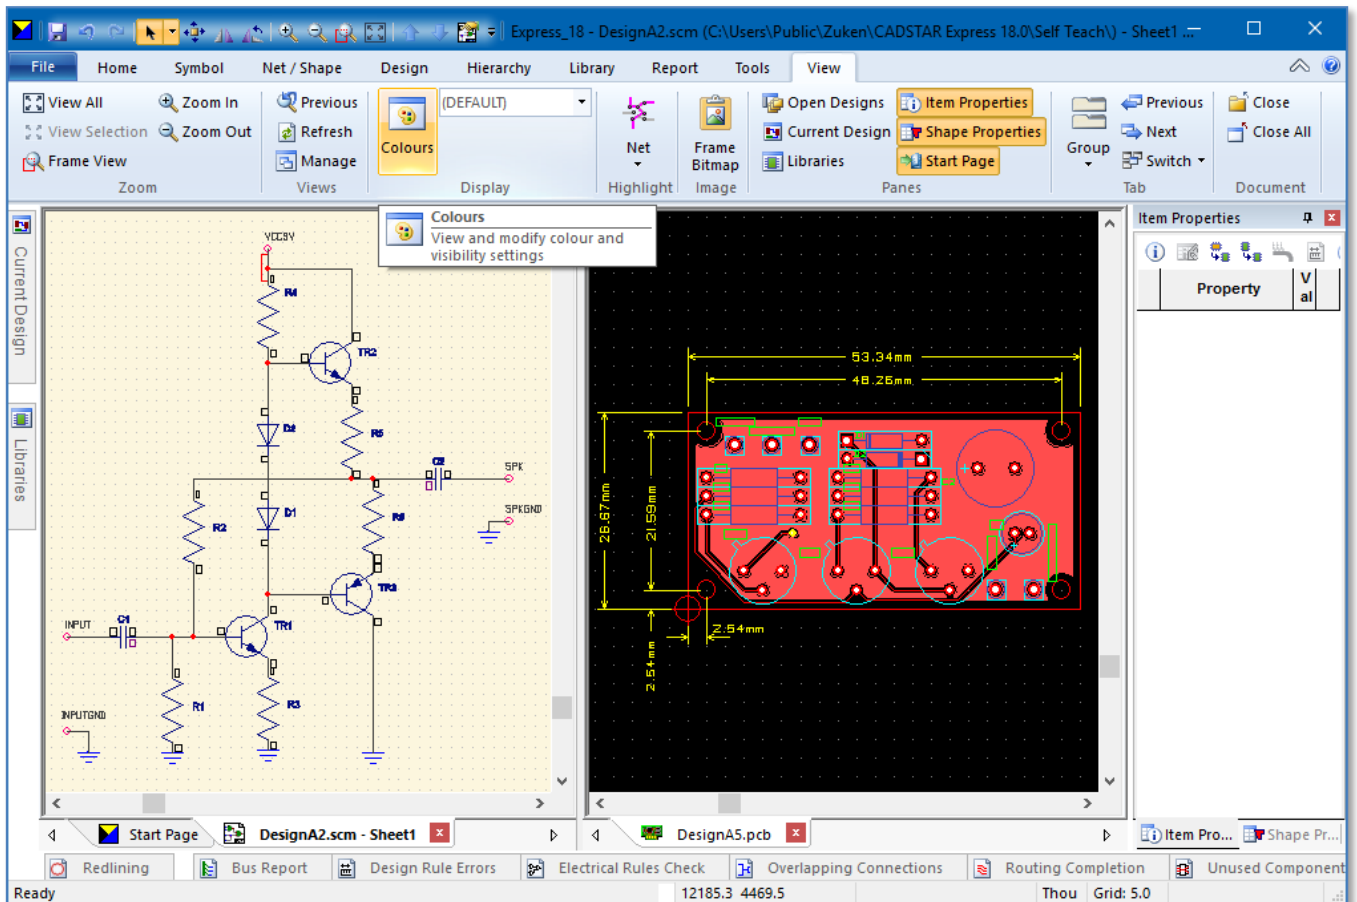 Express_18 - DesignA2.scm (C:\Users\Public\Zuken\CADSTAR Express 18.0\Self Teach\) - Sheet1 ...
File Home Symbol Net / Shape Design Hierarchy Library Report Tools View
View All Zoom In Previous (DEFAULT) Open Designs Item Properties Previous Close
View Selection Zoom Out Refresh Colours Net Frame Bitmap Current Design Shape Properties Group Next Close All
Frame View Manage Libraries Start Page Switch
Zoom Views Display Highlight Image Panes Tab Document
Colours
View and modify colour and
visibility settings
Current Design
Libraries
VCC9V
R4
TR2
D2
R5
C2
SPK
SPKGND
R2
D1
R6
TR3
INPUT
C1
TR1
R1
R3
INPUTGND
53.34mm
48.26mm
26.67mm
21.59mm
2.54mm
2.54mm
Item Properties
Property
V
al
Start Page DesignA2.scm - Sheet1 DesignA5.pcb Item Pro... Shape Pr...
Redlining Bus Report Design Rule Errors Electrical Rules Check Overlapping Connections Routing Completion Unused Component
Ready 12185.3 4469.5 Thou Grid: 5.0